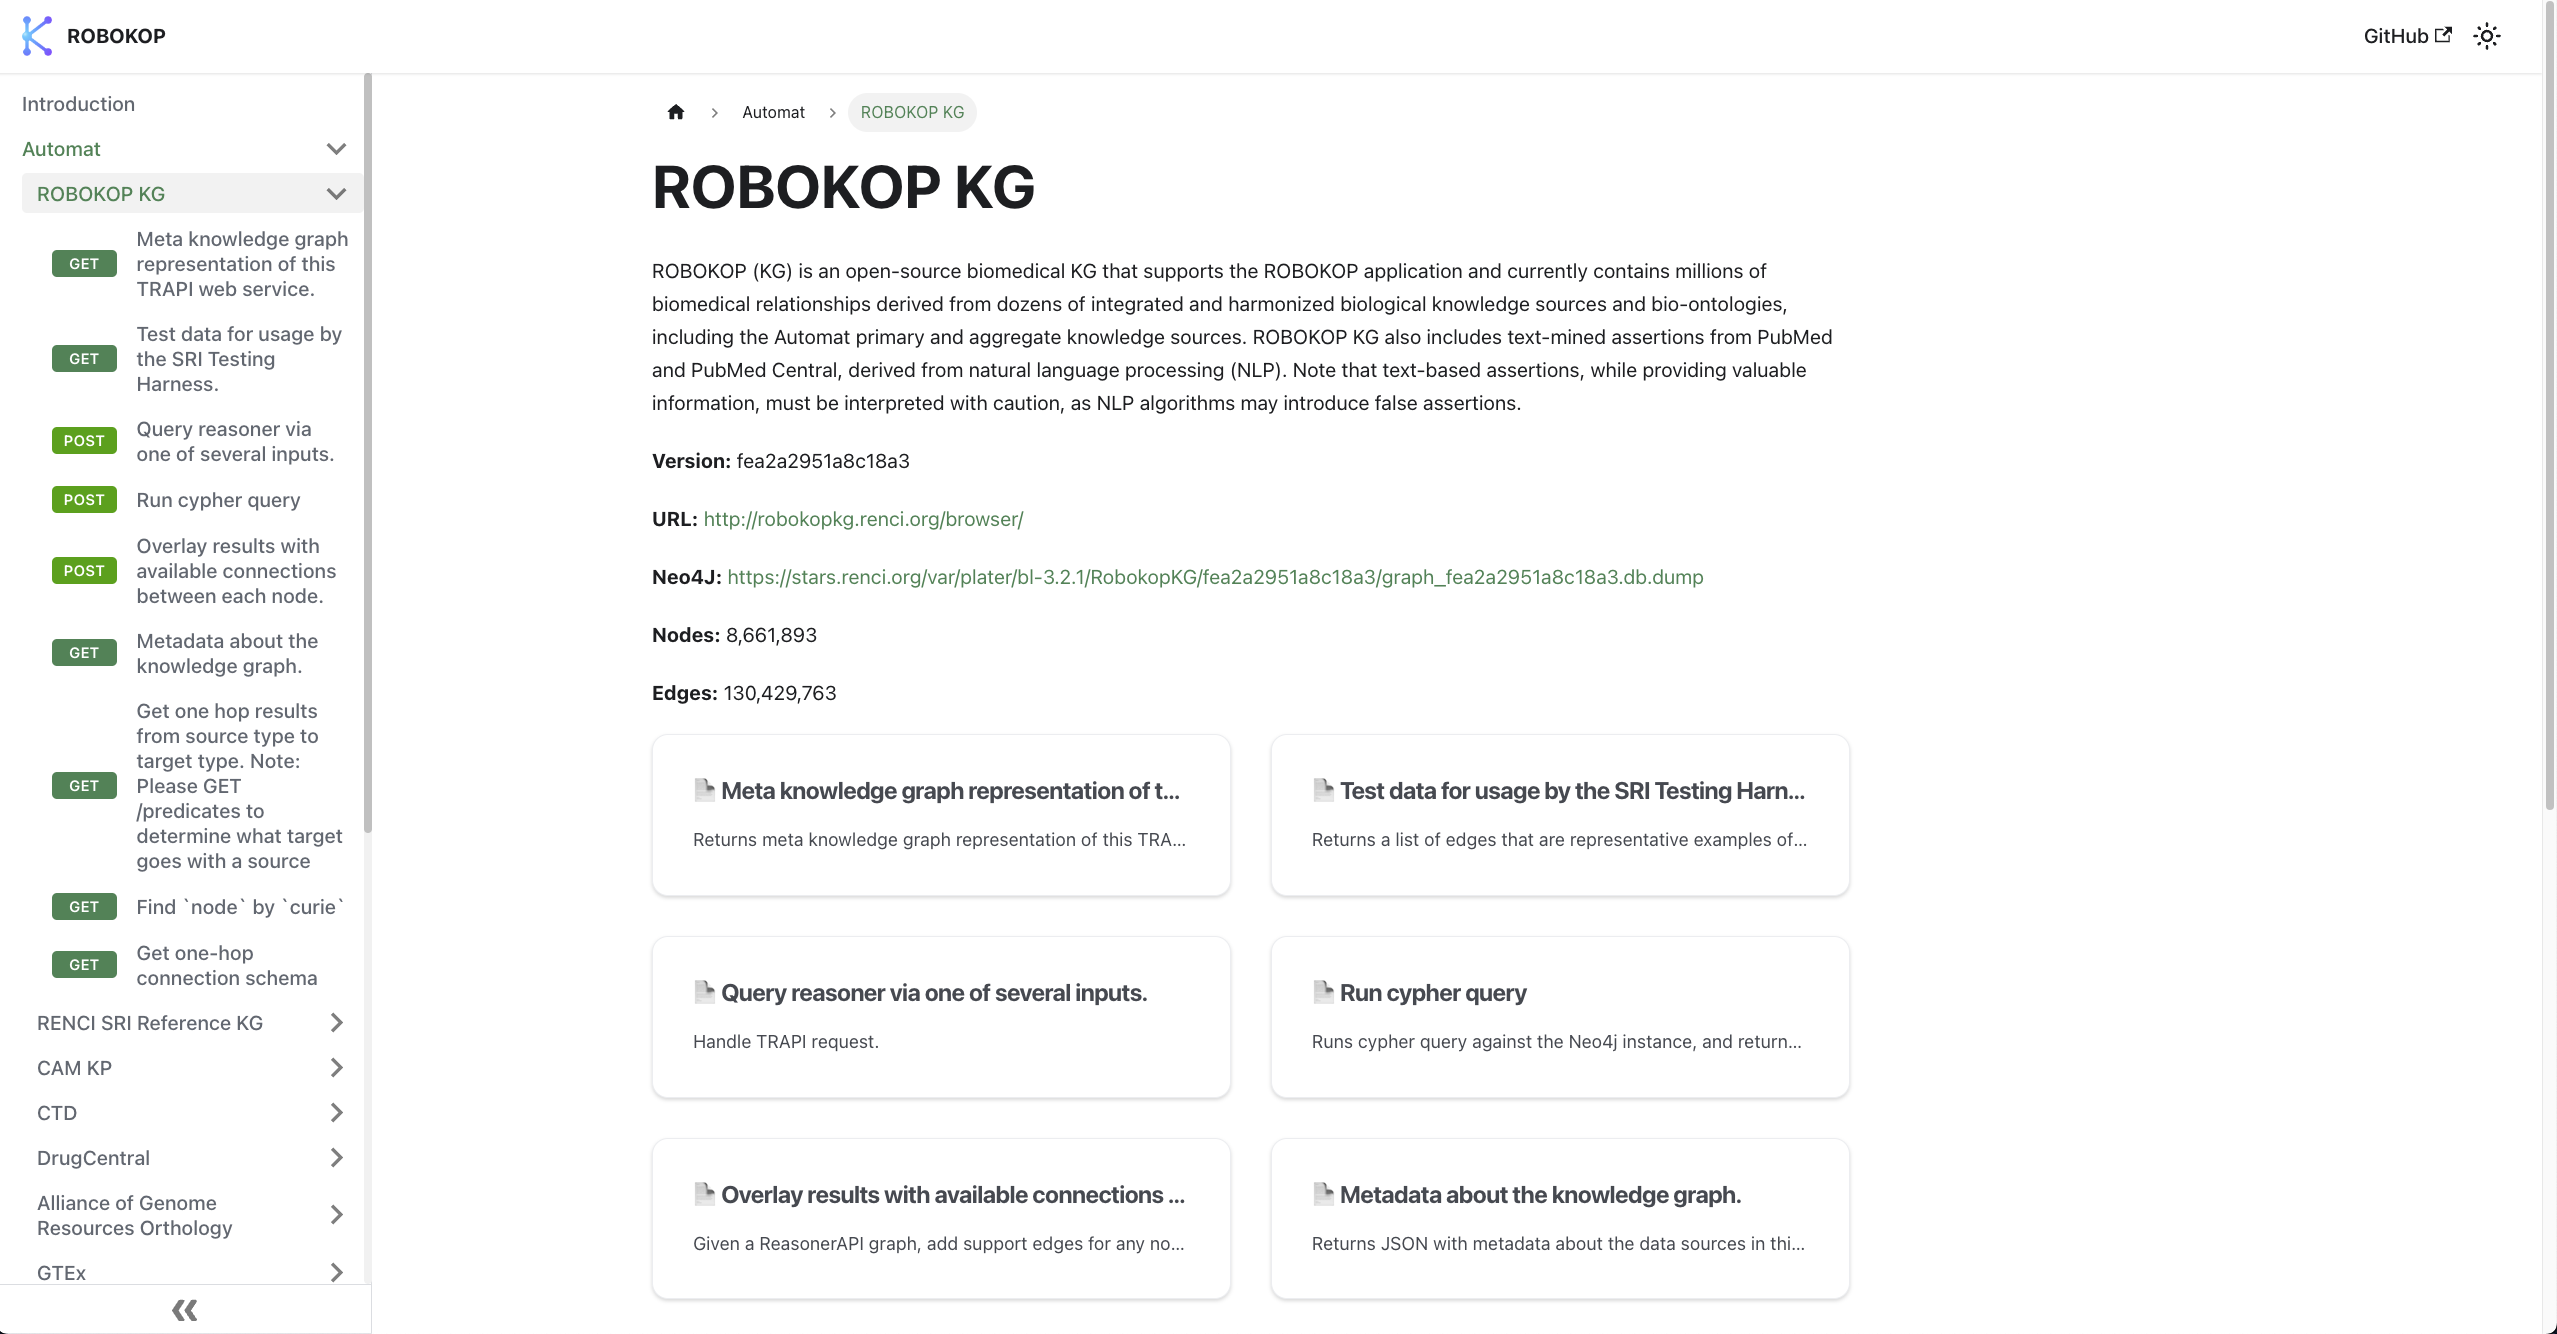 ROBOKOP
GitHub
Introduction
Automat
ROBOKOP KG
GET
Meta knowledge graph
representation of this
TRAPI web service.
GET
Test data for usage by
the SRI Testing
Harness.
POST
Query reasoner via
one of several inputs.
POST
Run cypher query
POST
Overlay results with
available connections
between each node.
GET
Metadata about the
knowledge graph.
GET
Get one hop results
from source type to
target type. Note:
Please GET
/predicates to
determine what target
goes with a source
GET
Find `node` by `curie`
GET
Get one-hop
connection schema
RENCI SRI Reference KG
CAM KP
CTD
DrugCentral
Alliance of Genome
Resources Orthology
GTEx
Automat
ROBOKOP KG
ROBOKOP KG
ROBOKOP (KG) is an open-source biomedical KG that supports the ROBOKOP application and currently contains millions of
biomedical relationships derived from dozens of integrated and harmonized biological knowledge sources and bio-ontologies,
including the Automat primary and aggregate knowledge sources. ROBOKOP KG also includes text-mined assertions from PubMed
and PubMed Central, derived from natural language processing (NLP). Note that text-based assertions, while providing valuable
information, must be interpreted with caution, as NLP algorithms may introduce false assertions.
Version: fea2a2951a8c18a3
URL: http://robokopkg.renci.org/browser/
Neo4J: https://stars.renci.org/var/plater/bl-3.2.1/RobokopKG/fea2a2951a8c18a3/graph_fea2a2951a8c18a3.db.dump
Nodes: 8,661,893
Edges: 130,429,763
Meta knowledge graph representation of t...
Returns meta knowledge graph representation of this TRA...
Test data for usage by the SRI Testing Harn...
Returns a list of edges that are representative examples of...
Query reasoner via one of several inputs.
Handle TRAPI request.
Run cypher query
Runs cypher query against the Neo4j instance, and return...
Overlay results with available connections ...
Given a ReasonerAPI graph, add support edges for any no...
Metadata about the knowledge graph.
Returns JSON with metadata about the data sources in thi...